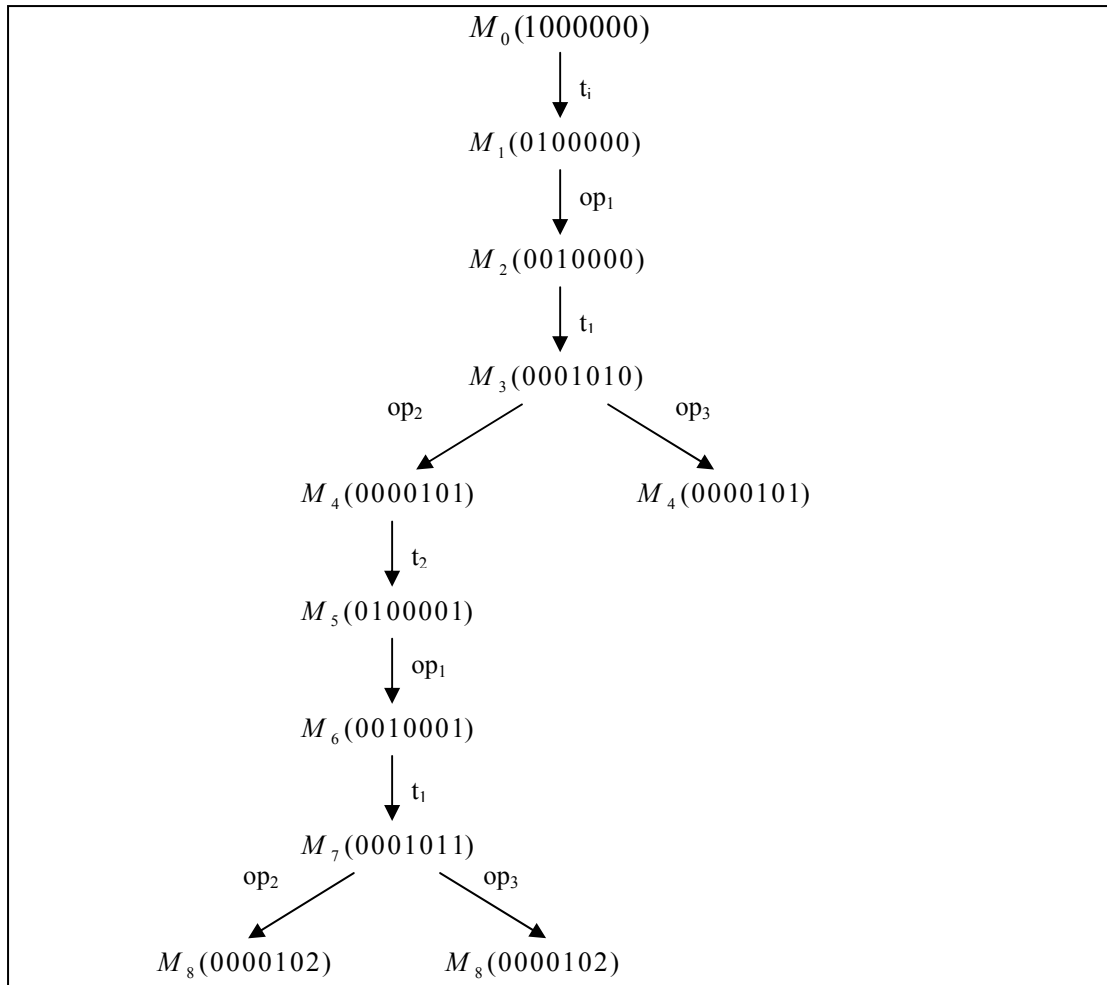 M₀(1000000)
tᵢ
M₁(0100000)
op₁
M₂(0010000)
t₁
M₃(0001010)
op₂ op₃
M₄(0000101) M₄(0000101)
t₂
M₅(0100001)
op₁
M₆(0010001)
t₁
M₇(0001011)
op₂ op₃
M₈(0000102) M₈(0000102)